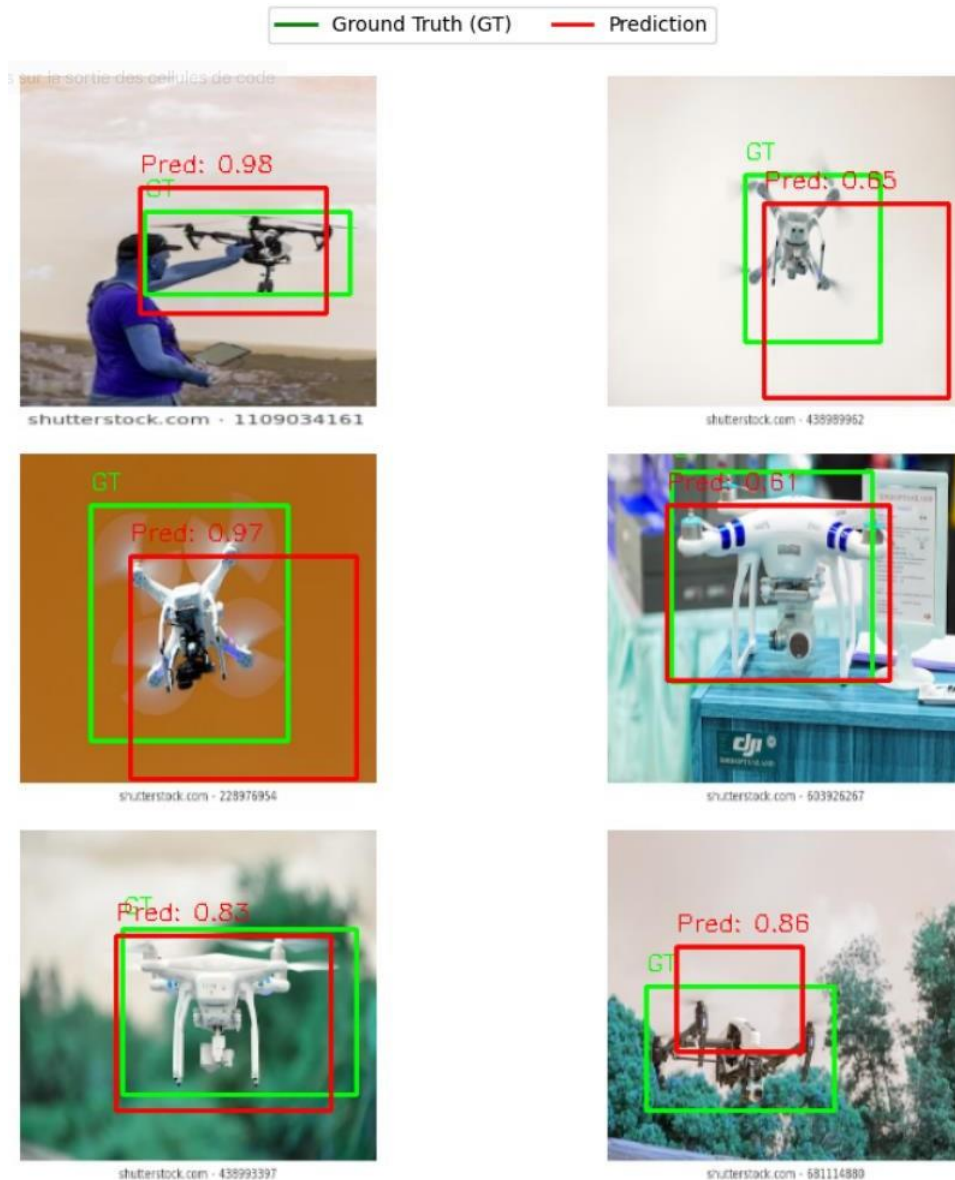 Ground Truth (GT)
Prediction
s sur la sortie des cellules de code
Pred: 0.98
GT
shutterstock.com · 1109034161
GT
Pred: 0.65
shutterstock.com · 438989962
GT
Pred: 0.97
shutterstock.com · 228976954
Pred: 0.61
dji
shutterstock.com · 603926267
GT
Pred: 0.83
shutterstock.com · 438993397
Pred: 0.86
GT
shutterstock.com · 681114880